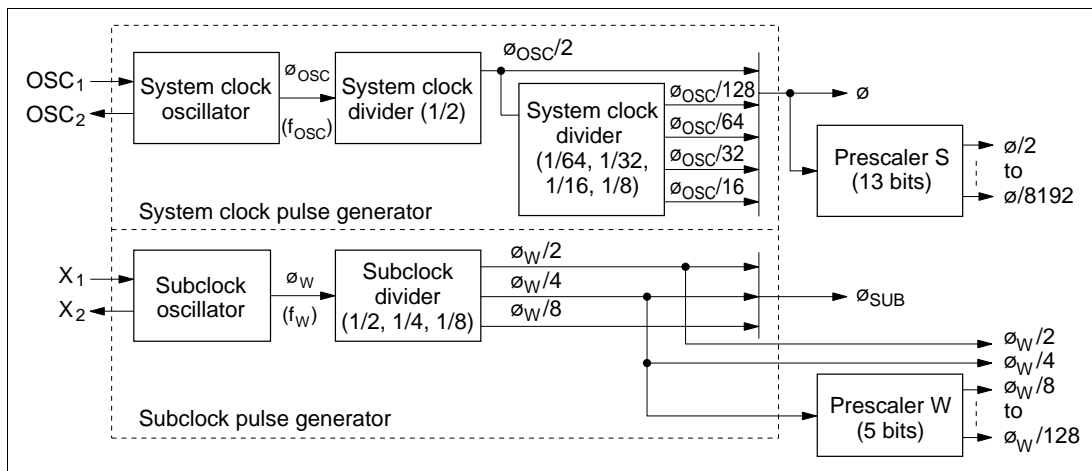 OSC1
OSC2
System clock
oscillator
øOSC
(fOSC)
System clock
divider (1/2)
øOSC/2
System clock
divider
(1/64, 1/32,
1/16, 1/8)
øOSC/128
øOSC/64
øOSC/32
øOSC/16
ø
Prescaler S
(13 bits)
ø/2
to
ø/8192
System clock pulse generator
X1
X2
Subclock
oscillator
øW
(fW)
Subclock
divider
(1/2, 1/4, 1/8)
øW/2
øW/4
øW/8
øSUB
øW/2
øW/4
Prescaler W
(5 bits)
øW/8
to
øW/128
Subclock pulse generator